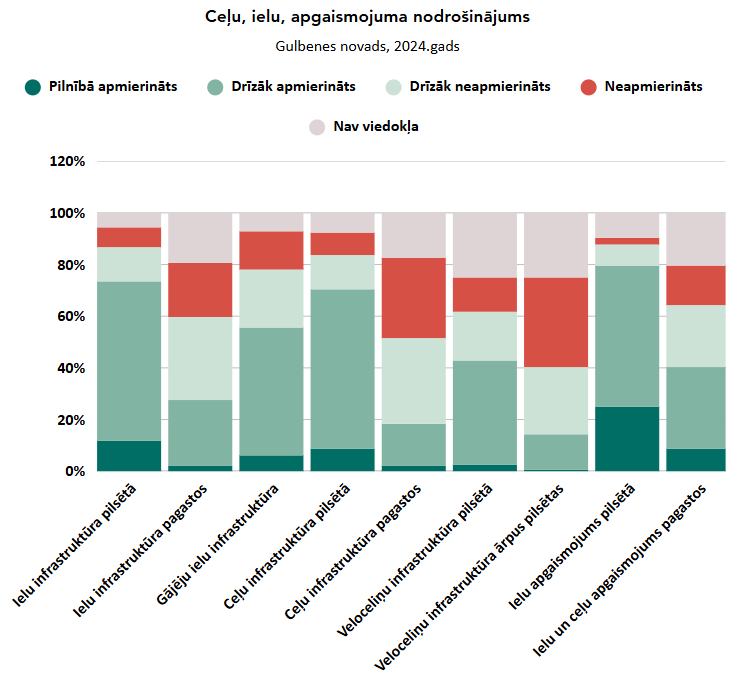 Ceļu, ielu, apgaismojuma nodrošinājums
Gulbenes novads, 2024.gads
Pilnībā apmierināts
Drīzāk apmierināts
Drīzāk neapmierināts
Neapmierināts
Nav viedokļa
120%
100%
80%
60%
40%
20%
0%
Ielu infrastruktūra pilsētā
Ielu infrastruktūra pagastos
Gājēju ielu infrastruktūra
Ceļu infrastruktūra pilsētā
Ceļu infrastruktūra pagastos
Veloceliņu infrastruktūra pilsētā
Veloceliņu infrastruktūra ārpus pilsētas
Ielu apgaismojums pilsētā
Ielu un ceļu apgaismojums pagastos